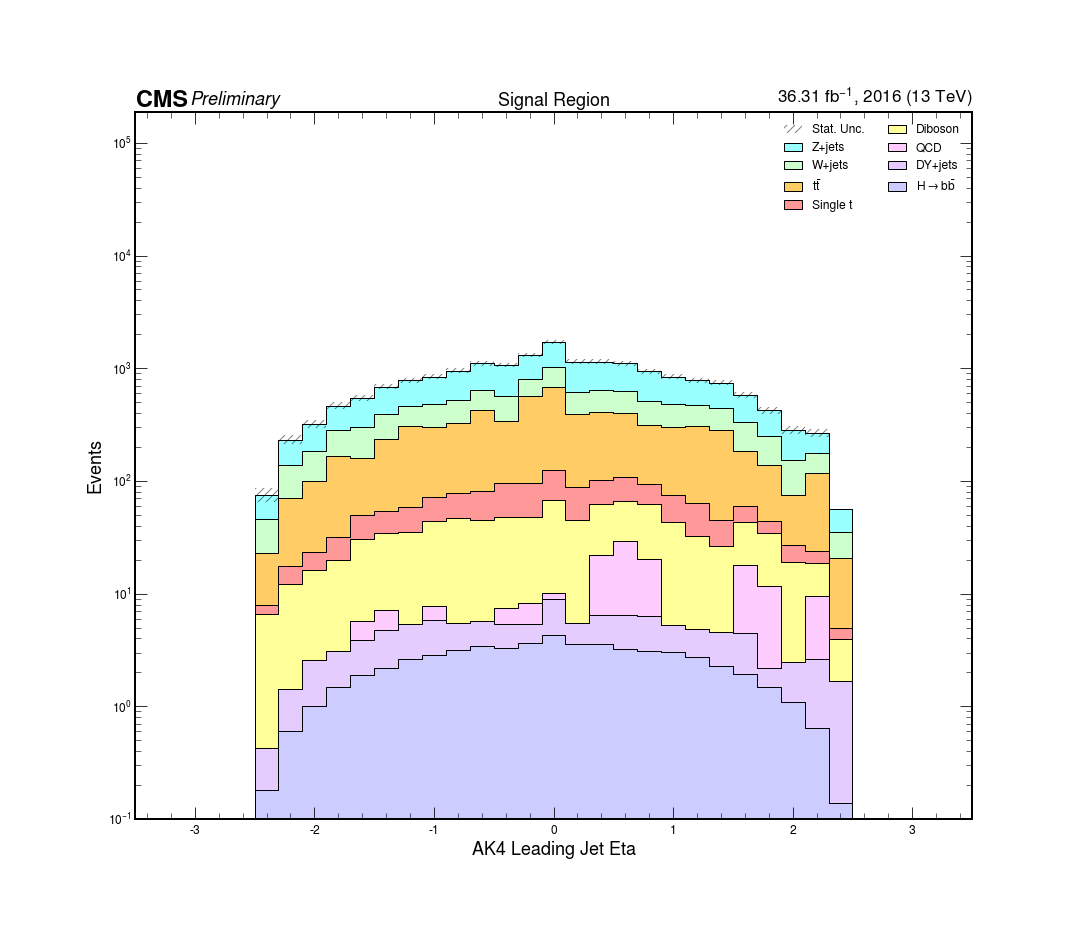 CMS Preliminary Signal Region 36.31 fb⁻¹, 2016 (13 TeV)
Stat. Unc. Diboson
Z+jets QCD
W+jets DY+jets
tt̄ H→bb̄
Single t
10⁵
10⁴
10³
10²
10¹
10⁰
10⁻¹
Events
-3 -2 -1 0 1 2 3
AK4 Leading Jet Eta